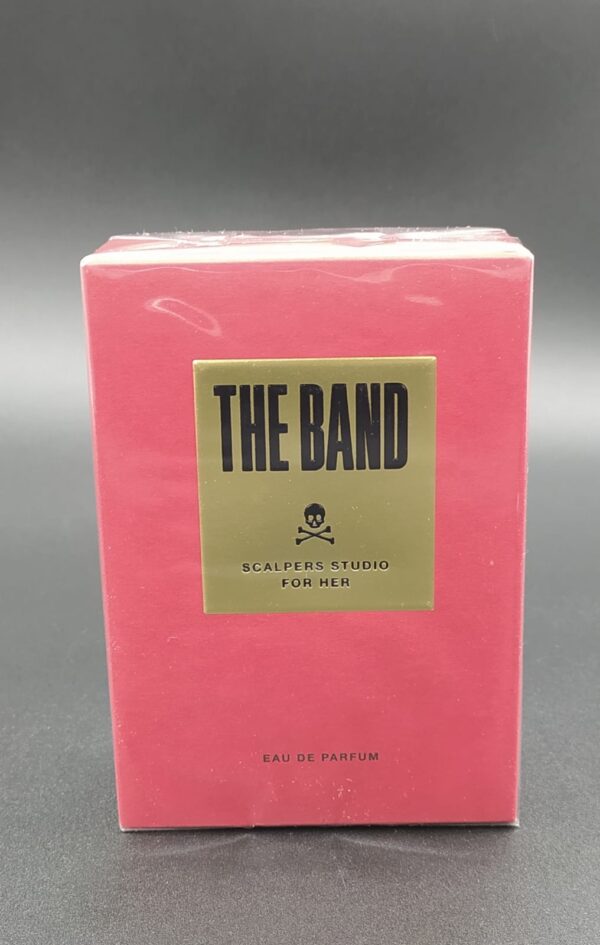 THE BAND
SCALPERS STUDIO
FOR HER
EAU DE PARFUM